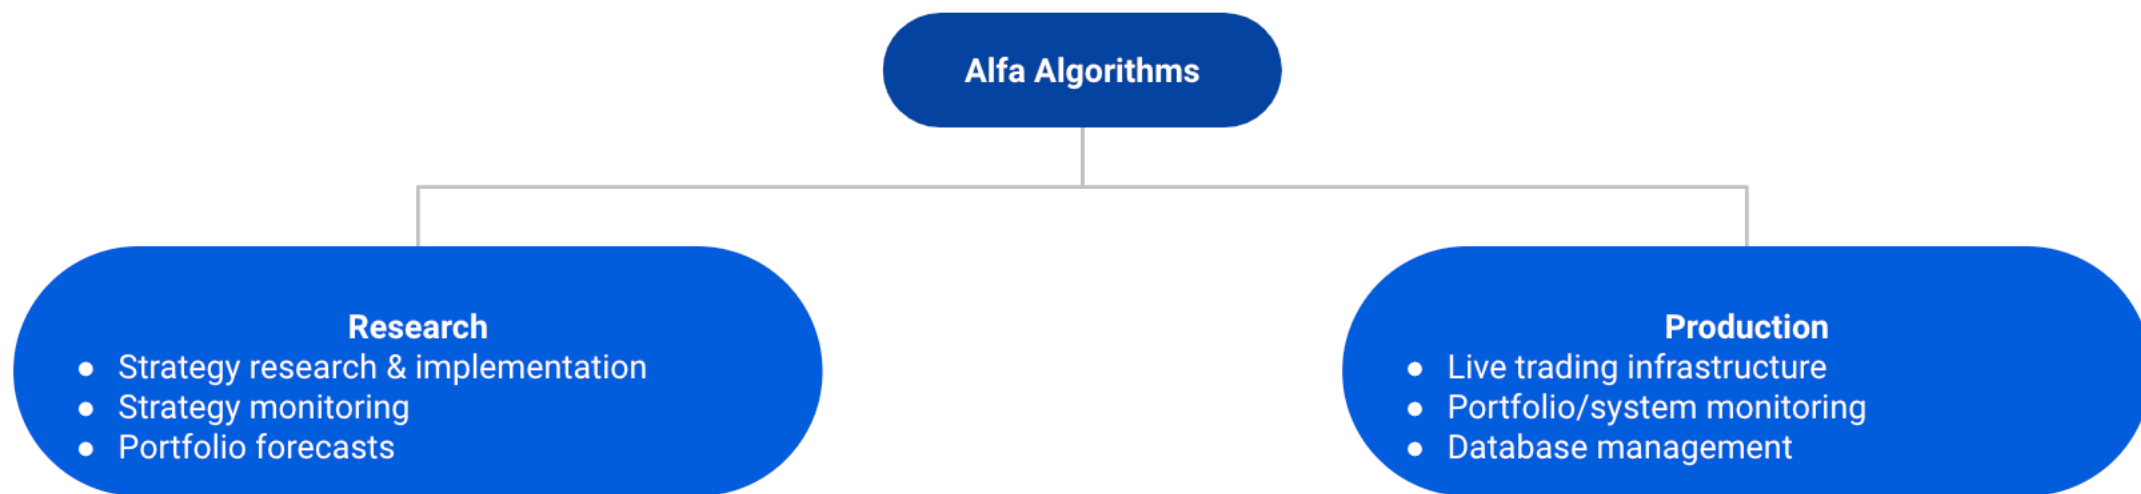 Alfa Algorithms
Research
● Strategy research & implementation
● Strategy monitoring
● Portfolio forecasts
Production
● Live trading infrastructure
● Portfolio/system monitoring
● Database management